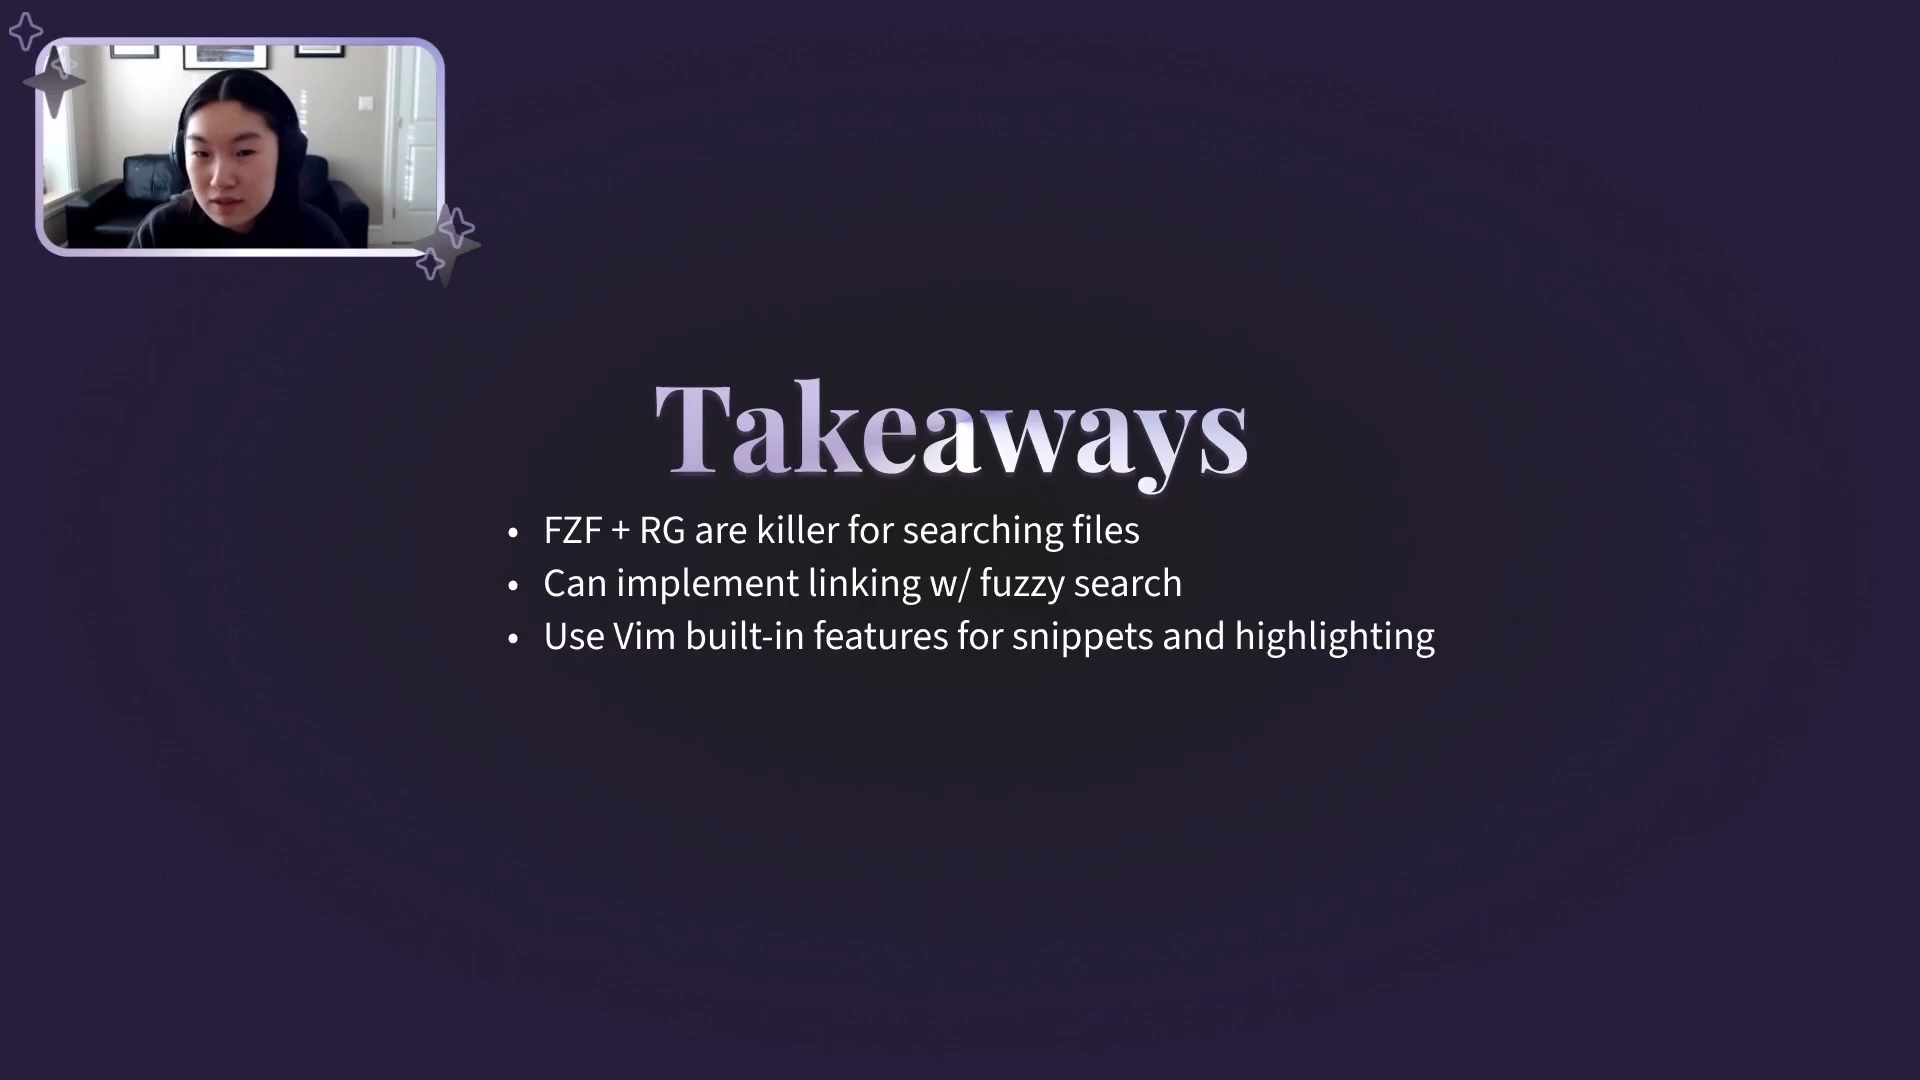 Takeaways
• FZF + RG are killer for searching files
• Can implement linking w/ fuzzy search
• Use Vim built-in features for snippets and highlighting